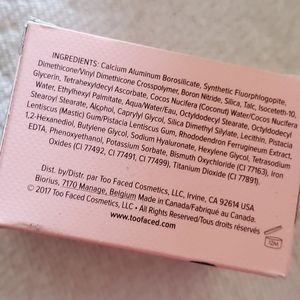 INGREDIENTS: Calcium Aluminum Borosilicate, Synthetic Fluorphlogopite,
Dimethicone/Vinyl Dimethicone Crosspolymer, Boron Nitride, Silica, Talc, Isoceteth-10,
Glycerin, Tetrahexyldecyl Ascorbate, Cocos Nucifera (Coconut) Water/Cocos Nucifera
Water, Ethylhexyl Palmitate, Aqua/Water/Eau, Octyldodecanol, Octyldodecyl
Stearoyl Stearate, Alcohol, Caprylyl Glycol, Silica Dimethyl Silylate, Lecithin, Pistacia
Lentiscus (Mastic) Gum/Pistacia Lentiscus Gum, Rhododendron Ferrugineum Extract,
1,2-Hexanediol, Butylene Glycol, Sodium Hyaluronate, Hexylene Glycol, Tetrasodium
EDTA, Phenoxyethanol, Potassium Sorbate, Bismuth Oxychloride (CI 77163), Iron
Oxides (CI 77492, CI 77491, CI 77499), Titanium Dioxide (CI 77891).
Dist. by/Distr. par Too Faced Cosmetics, LLC, Irvine, CA 92614 USA
Biorius, 7170 Manage, Belgium Made in Canada/Fabriqué au Canada.
© 2017 Too Faced Cosmetics, LLC • All Rights Reserved/Tous droits réservés
www.toofaced.com
12M